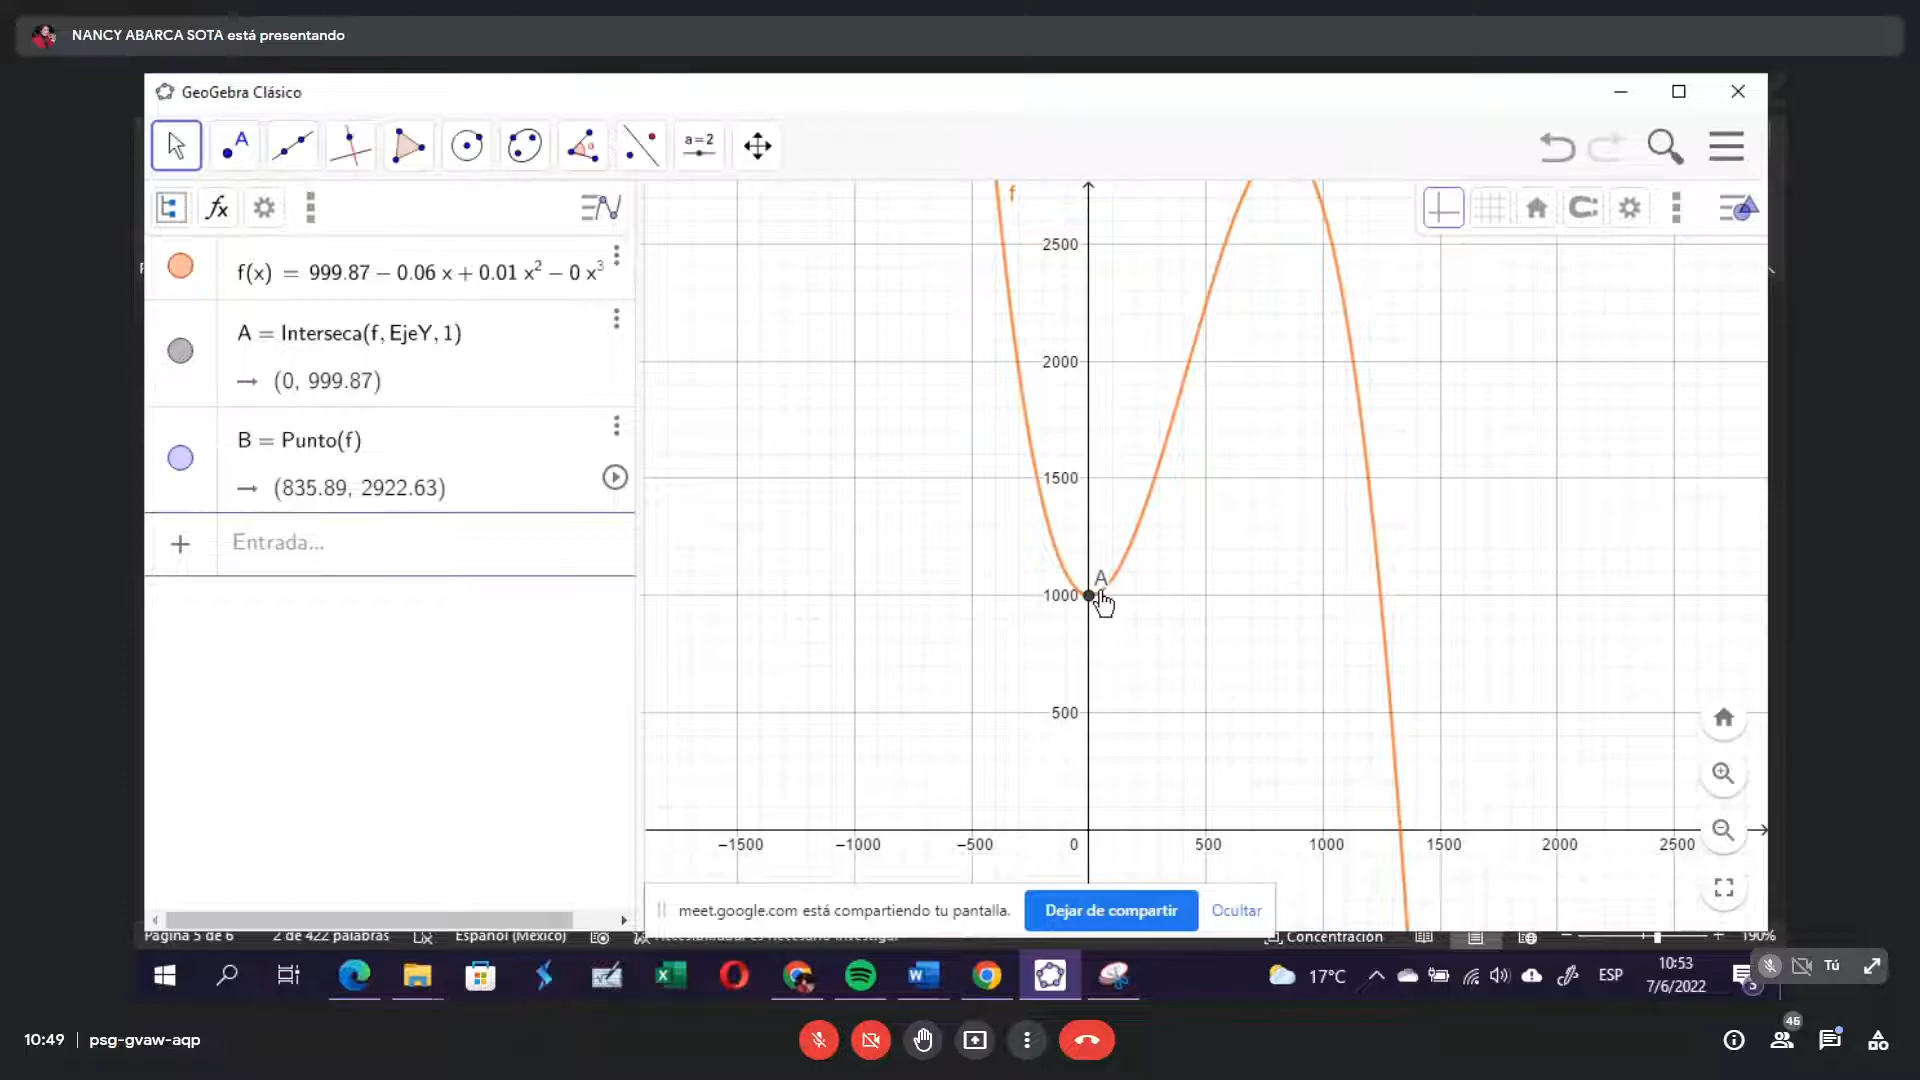 NANCY ABARCA SOTA está presentando
GeoGebra Clásico
A
a=2
fx
f(x) = 999.87 − 0.06 x + 0.01 x² − 0 x³
A = Interseca(f, EjeY, 1)
→ (0, 999.87)
B = Punto(f)
→ (835.89, 2922.63)
+ Entrada...
f
2500
2000
1500
A
1000
500
−1500 −1000 −500 0 500 1000 1500 2000 2500
meet.google.com está compartiendo tu pantalla. Dejar de compartir Ocultar
Página 5 de 6 2 de 422 palabras Español (México) Concentración 190%
17°C ESP 10:53
7/6/2022
Tú
10:49 | psg-gvaw-aqp
45